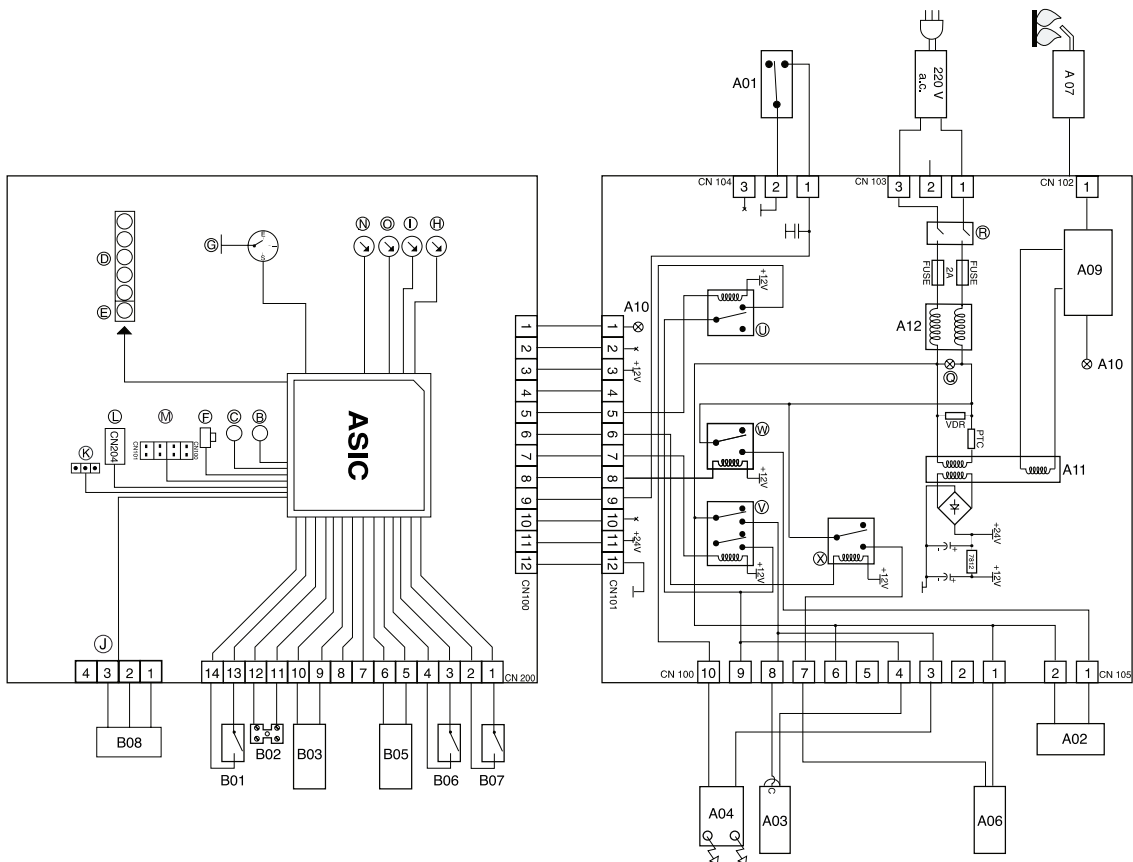 A01
220 V
a.c.
A 07
CN 104
3
2
1
CN 103
3
2
1
CN 102
1
N
O
I
H
G
E
S
D
E
R
FUSE
2A
FUSE
A09
A10
+12V
U
A12
A10
Q
1
2
3
4
5
6
7
8
9
10
11
12
CN100
1
2
3
4
5
6
7
8
9
10
11
12
CN101
+12V
+24V
ASIC
L
M
F
C
B
K
CN204
CN101
CN102
W
+12V
VDR
PTC
A11
V
+12V
X
+12V
+24V
7812
+12V
J
4
3
2
1
14
13
12
11
10
9
8
7
6
5
4
3
2
1
CN 200
CN 100
10
9
8
7
6
5
4
3
2
1
2
1
CN 105
B08
B01
B02
B03
B05
B06
B07
A02
A04
C
A03
A06